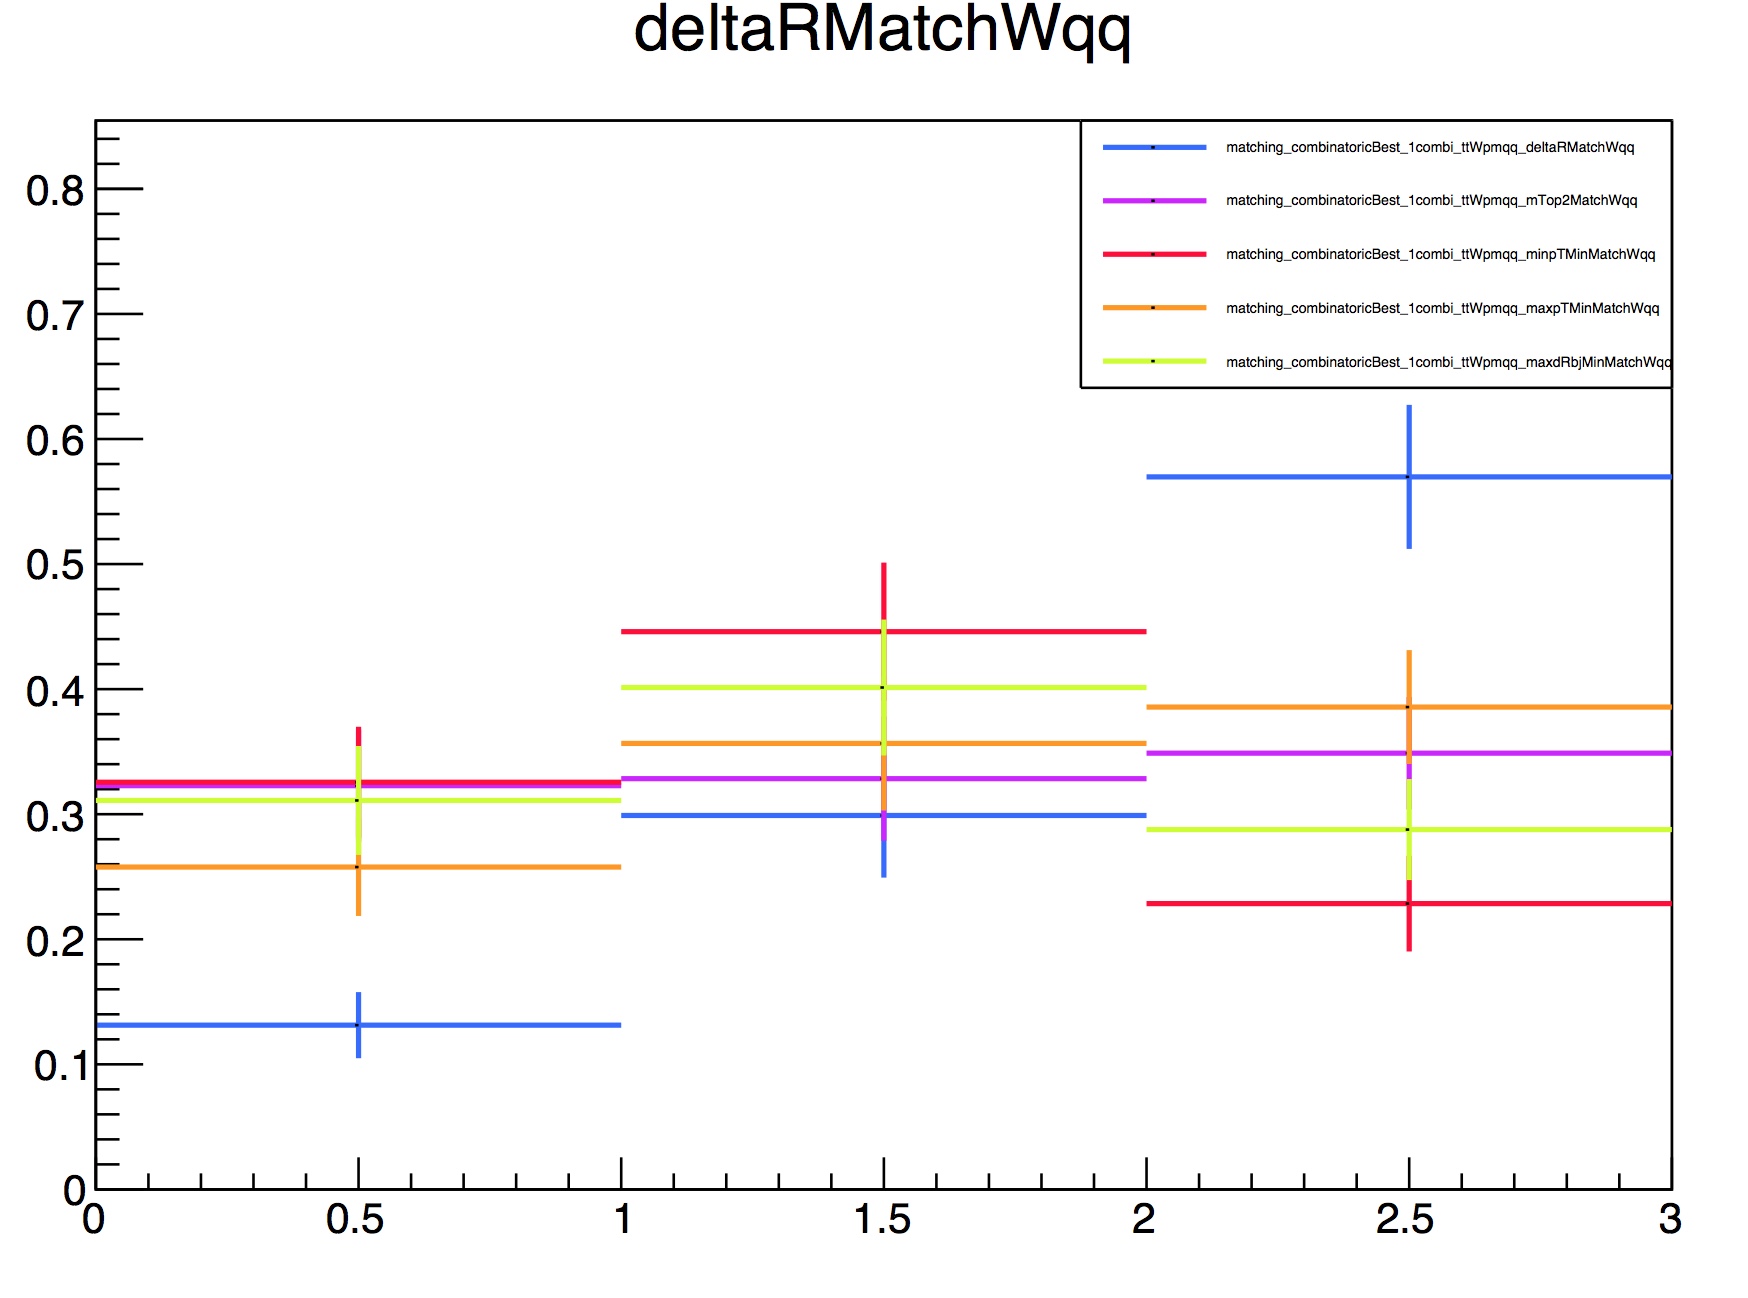 deltaRMatchWqq
matching_combinatoricBest_1combi_ttWpmqq_deltaRMatchWqq
matching_combinatoricBest_1combi_ttWpmqq_mTop2MatchWqq
matching_combinatoricBest_1combi_ttWpmqq_minpTMinMatchWqq
matching_combinatoricBest_1combi_ttWpmqq_maxpTMinMatchWqq
matching_combinatoricBest_1combi_ttWpmqq_maxdRbjMinMatchWqq
0.8
0.7
0.6
0.5
0.4
0.3
0.2
0.1
0
0 0.5 1 1.5 2 2.5 3